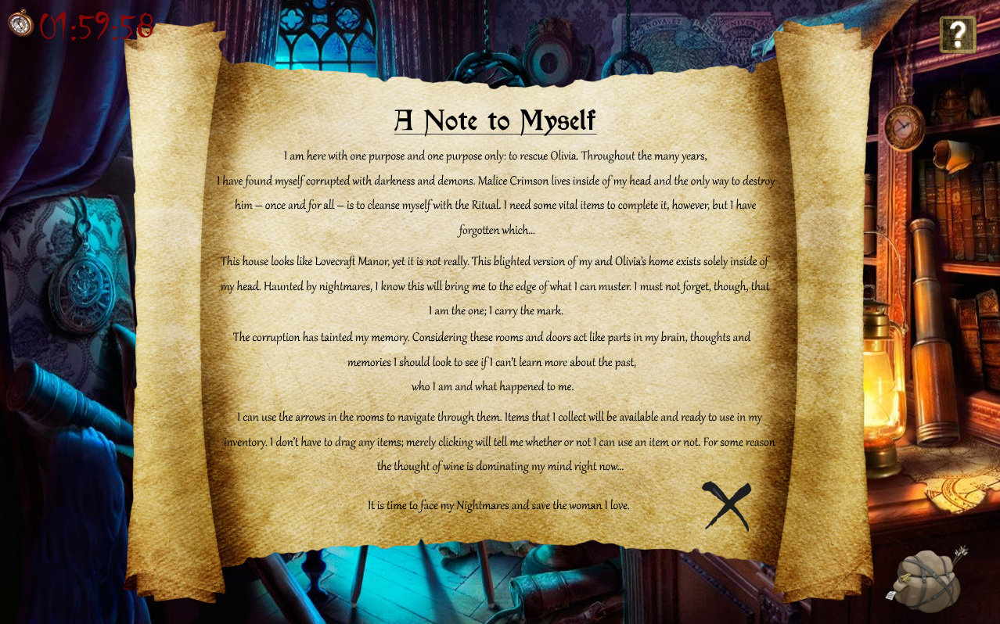 01:59:58
NOVA ET
?
A Note to Myself
I am here with one purpose and one purpose only: to rescue Olivia. Throughout the many years,
I have found myself corrupted with darkness and demons. Malice Crimson lives inside of my head and the only way to destroy
him – once and for all – is to cleanse myself with the Ritual. I need some vital items to complete it, however, but I have
forgotten which...
This house looks like Lovecraft Manor, yet it is not really. This blighted version of my and Olivia's home exists solely inside of
my head. Haunted by nightmares, I know this will bring me to the edge of what I can muster. I must not forget, though, that
I am the one; I carry the mark.
The corruption has tainted my memory. Considering these rooms and doors act like parts in my brain, thoughts and
memories I should look to see if I can't learn more about the past,
who I am and what happened to me.
I can use the arrows in the rooms to navigate through them. Items that I collect will be available and ready to use in my
inventory. I don't have to drag any items; merely clicking will tell me whether or not I can use an item or not. For some reason
the thought of wine is dominating my mind right now...
It is time to face my Nightmares and save the woman I love.